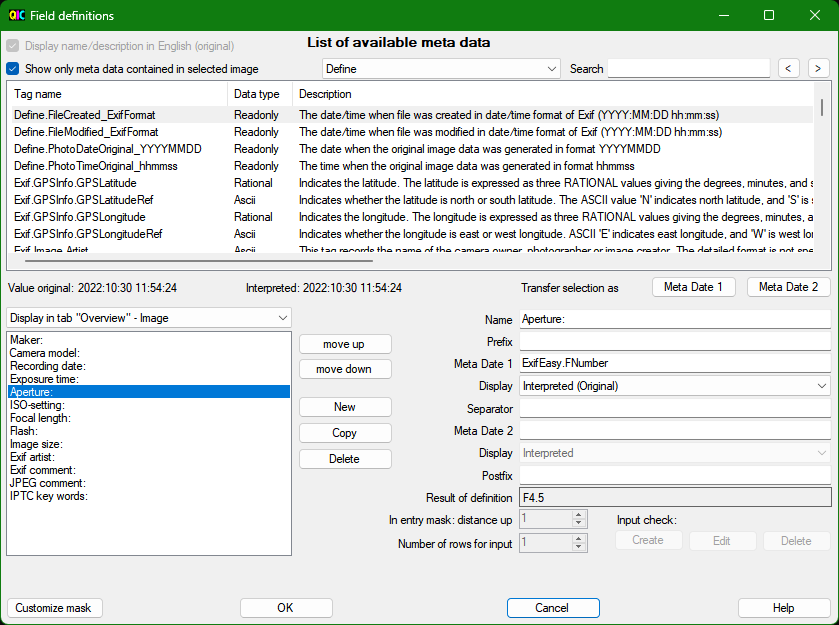 QIC Field definitions
Display name/description in English (original)
List of available meta data
Show only meta data contained in selected image
Define
Search
<
>
Tag name Data type Description
Define.FileCreated_ExifFormat Readonly The date/time when file was created in date/time format of Exif (YYYY:MM:DD hh:mm:ss)
Define.FileModified_ExifFormat Readonly The date/time when file was modified in date/time format of Exif (YYYY:MM:DD hh:mm:ss)
Define.PhotoDateOriginal_YYYYMMDD Readonly The date when the original image data was generated in format YYYYMMDD
Define.PhotoTimeOriginal_hhmmss Readonly The time when the original image data was generated in format hhmmss
Exif.GPSInfo.GPSLatitude Rational Indicates the latitude. The latitude is expressed as three RATIONAL values giving the degrees, minutes, and s
Exif.GPSInfo.GPSLatitudeRef Ascii Indicates whether the latitude is north or south latitude. The ASCII value 'N' indicates north latitude, and 'S' is s
Exif.GPSInfo.GPSLongitude Rational Indicates the longitude. The longitude is expressed as three RATIONAL values giving the degrees, minutes, a
Exif.GPSInfo.GPSLongitudeRef Ascii Indicates whether the longitude is east or west longitude. ASCII 'E' indicates east longitude, and 'W' is west lon
Exif.Image.Artist Ascii This tag records the name of the camera owner, photographer or image creator. The detailed format is not spe
Value original: 2022:10:30 11:54:24
Interpreted: 2022:10:30 11:54:24
Transfer selection as
Meta Date 1
Meta Date 2
Display in tab "Overview" - Image
Maker:
Camera model:
Recording date:
Exposure time:
Aperture:
ISO-setting:
Focal length:
Flash:
Image size:
Exif artist:
Exif comment:
JPEG comment:
IPTC key words:
move up
move down
New
Copy
Delete
Name Aperture:
Prefix
Meta Date 1 ExifEasy.FNumber
Display Interpreted (Original)
Separator
Meta Date 2
Display Interpreted
Postfix
Result of definition F4.5
In entry mask: distance up 1
Input check:
Number of rows for input 1
Create
Edit
Delete
Customize mask
OK
Cancel
Help